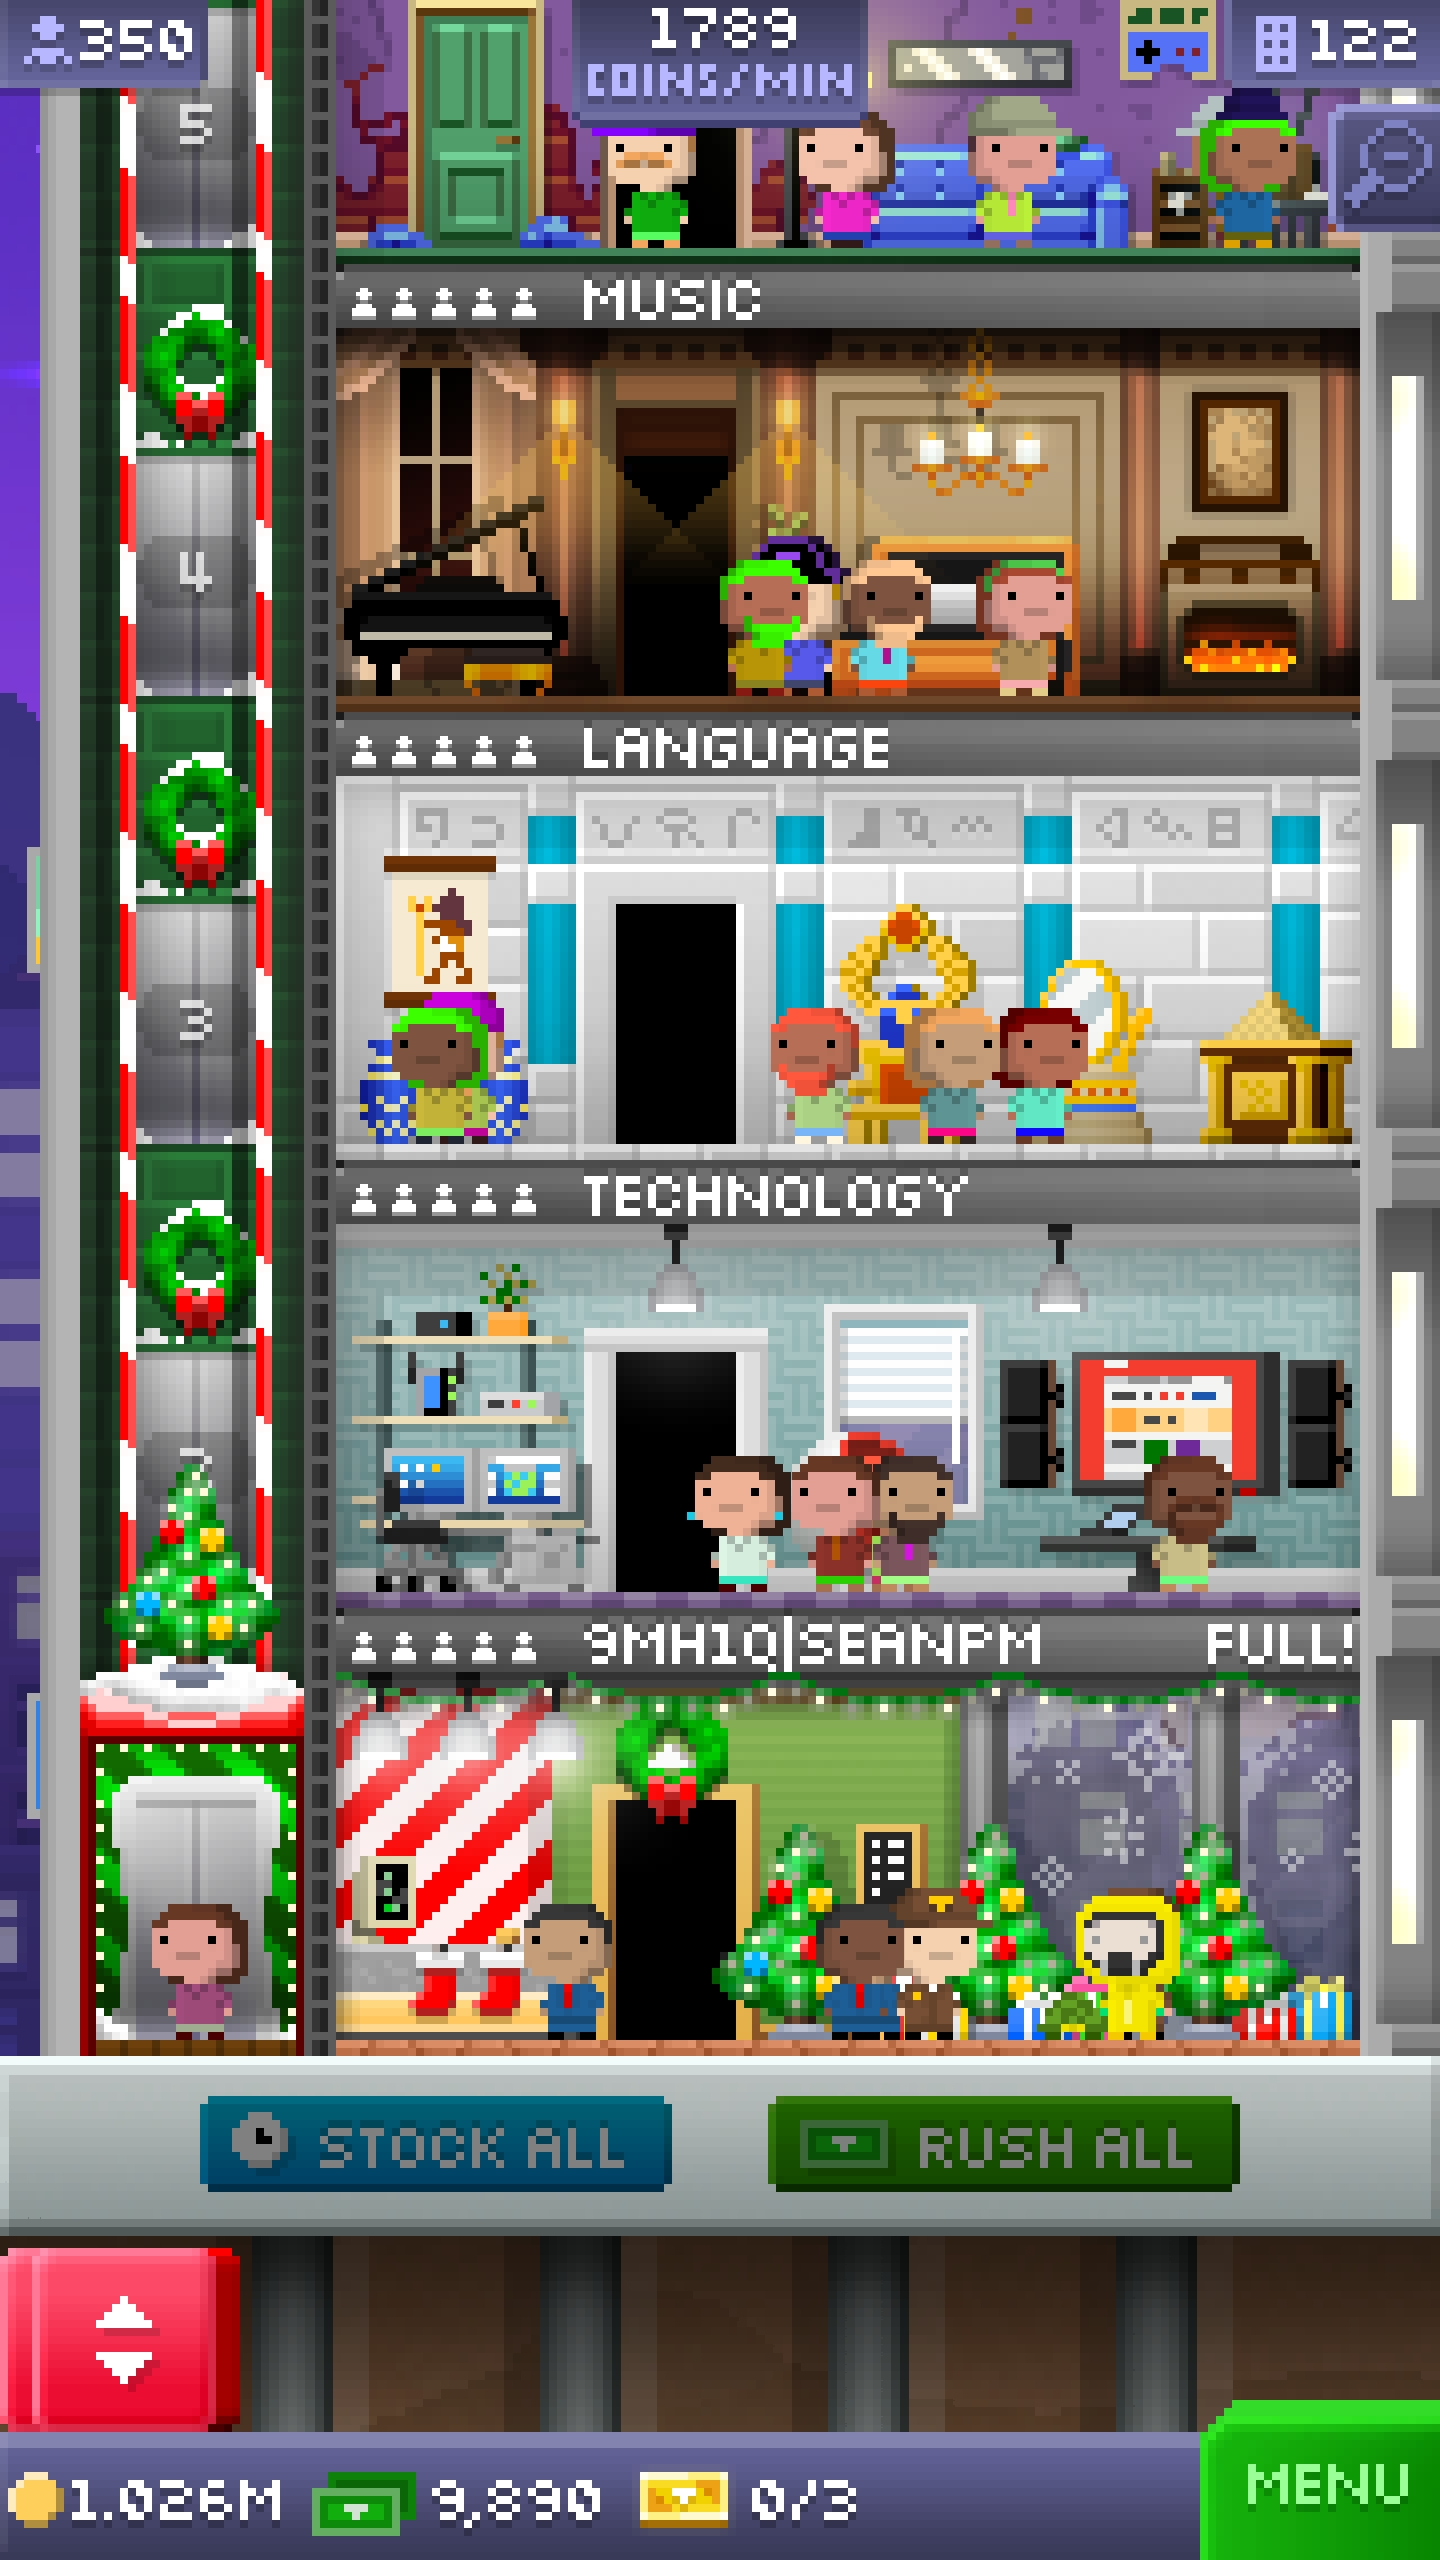 350
1789
COINS/MIN
122
5
MUSIC
4
LANGUAGE
3
TECHNOLOGY
2
9MH1Q|SEANPM FULL!
STOCK ALL
RUSH ALL
1.026M
9,890
0/3
MENU